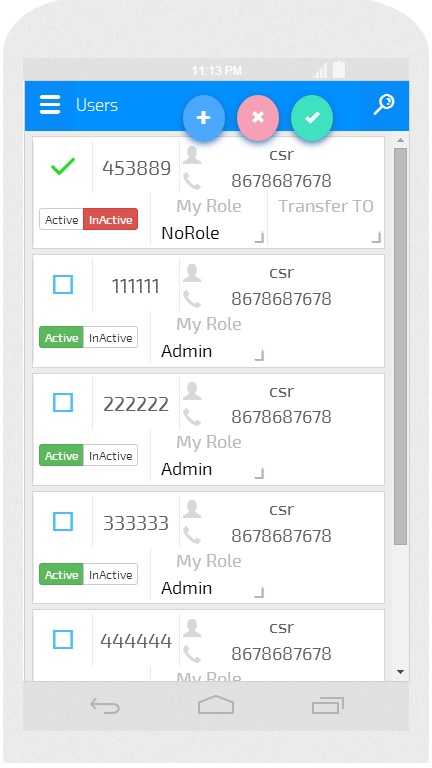 11:13 PM
Users
453889
csr
8678687678
Active InActive
My Role
NoRole
Transfer TO
111111
csr
8678687678
Active InActive
My Role
Admin
222222
csr
8678687678
Active InActive
My Role
Admin
333333
csr
8678687678
Active InActive
My Role
Admin
444444
csr
8678687678
My Role